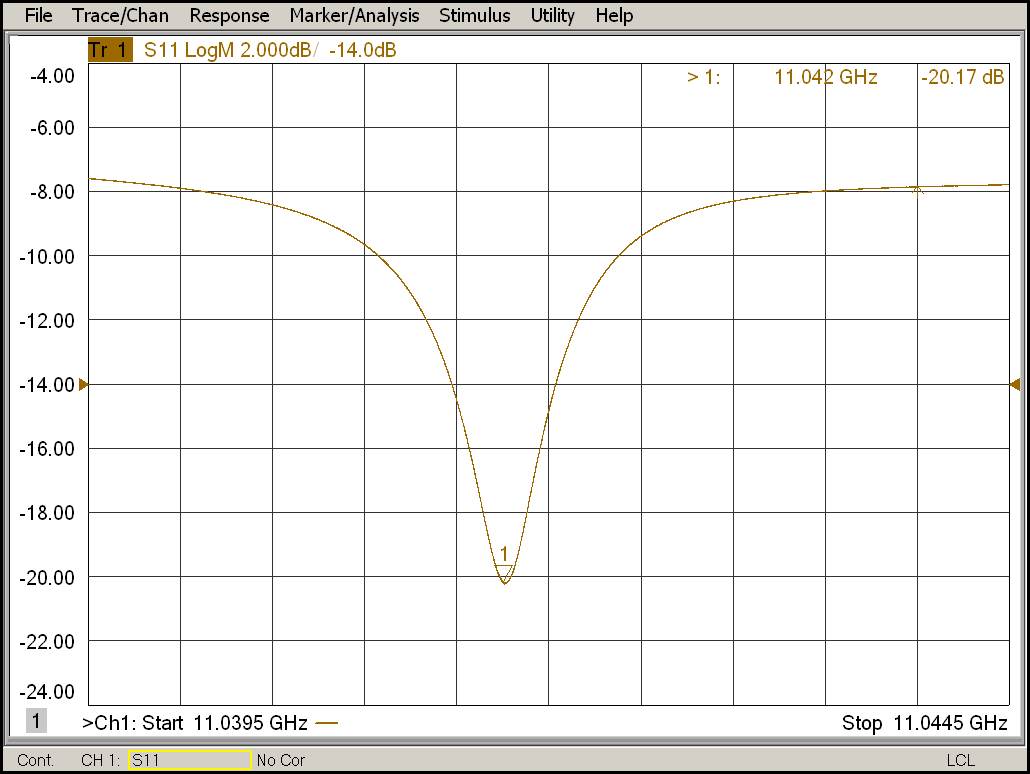 File Trace/Chan Response Marker/Analysis Stimulus Utility Help
Tr 1 S11 LogM 2.000dB/ -14.0dB
> 1: 11.042 GHz -20.17 dB
-4.00
-6.00
-8.00
-10.00
-12.00
-14.00
-16.00
-18.00
1
-20.00
-22.00
-24.00
1 >Ch1: Start 11.0395 GHz Stop 11.0445 GHz
Cont. CH 1: S11 No Cor LCL